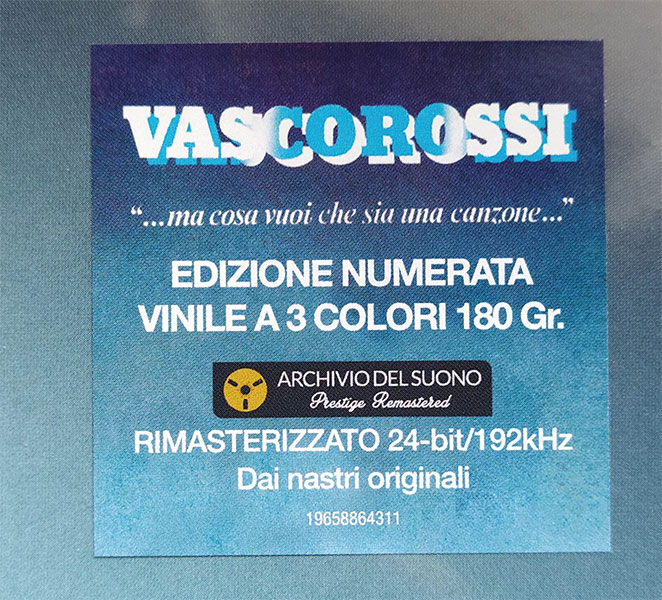 VASCOROSSI
“...ma cosa vuoi che sia una canzone...”
EDIZIONE NUMERATA
VINILE A 3 COLORI 180 Gr.
ARCHIVIO DEL SUONO
Prestige Remastered
RIMASTERIZZATO 24-bit/192kHz
Dai nastri originali
19658864311